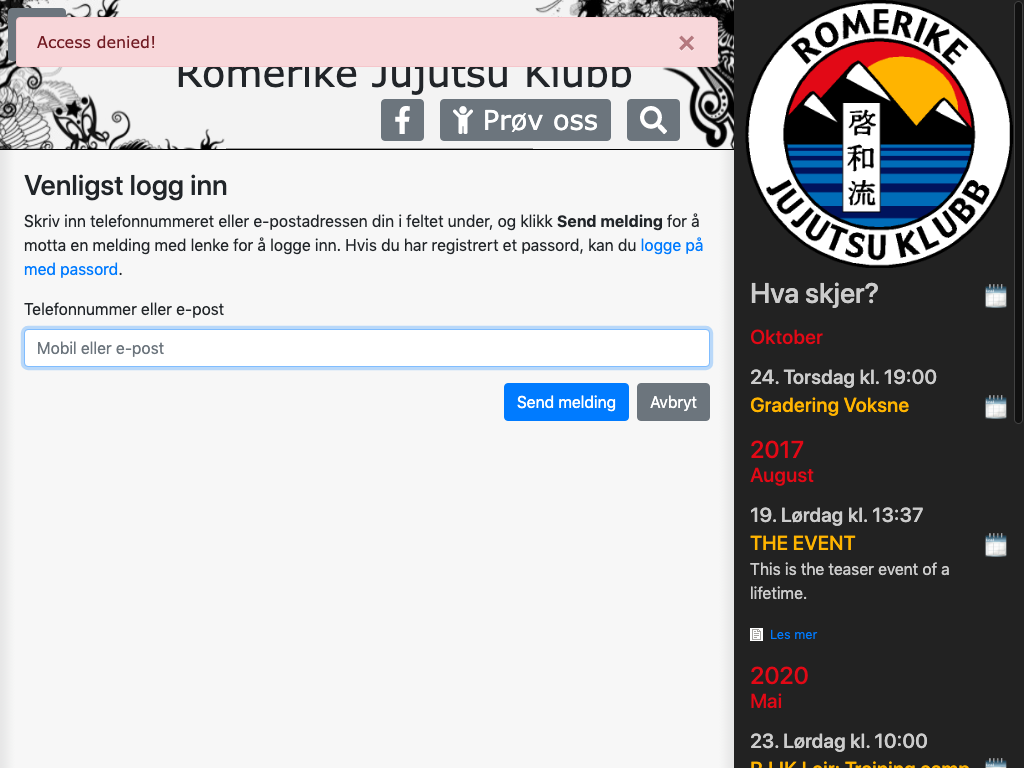 Access denied!
×
Romerike Jujutsu Klubb
Prøv oss
Venligst logg inn
Skriv inn telefonnummeret eller e-postadressen din i feltet under, og klikk Send melding for å
motta en melding med lenke for å logge inn. Hvis du har registrert et passord, kan du logge på
med passord.
Telefonnummer eller e-post
Mobil eller e-post
Send melding
Avbryt
ROMERIKE
啓和流
JUJUTSU KLUBB
Hva skjer?
Oktober
24. Torsdag kl. 19:00
Gradering Voksne
2017
August
19. Lørdag kl. 13:37
THE EVENT
This is the teaser event of a
lifetime.
Les mer
2020
Mai
23. Lørdag kl. 10:00
RJJK Leir: Training camp